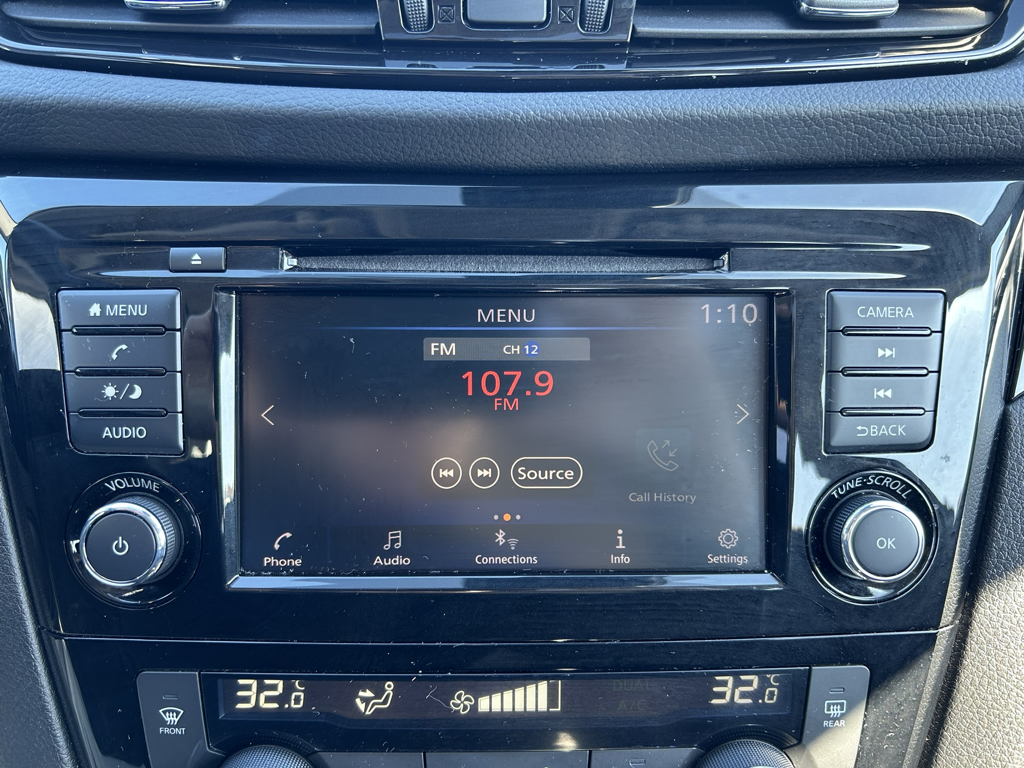 MENU
AUDIO
VOLUME
MENU 1:10
FM CH 12
107.9
FM
Source
Call History
Phone Audio Connections Info Settings
CAMERA
BACK
TUNE·SCROLL
OK
32.0°C 32.0°C
DUAL
A/C
FRONT
REAR